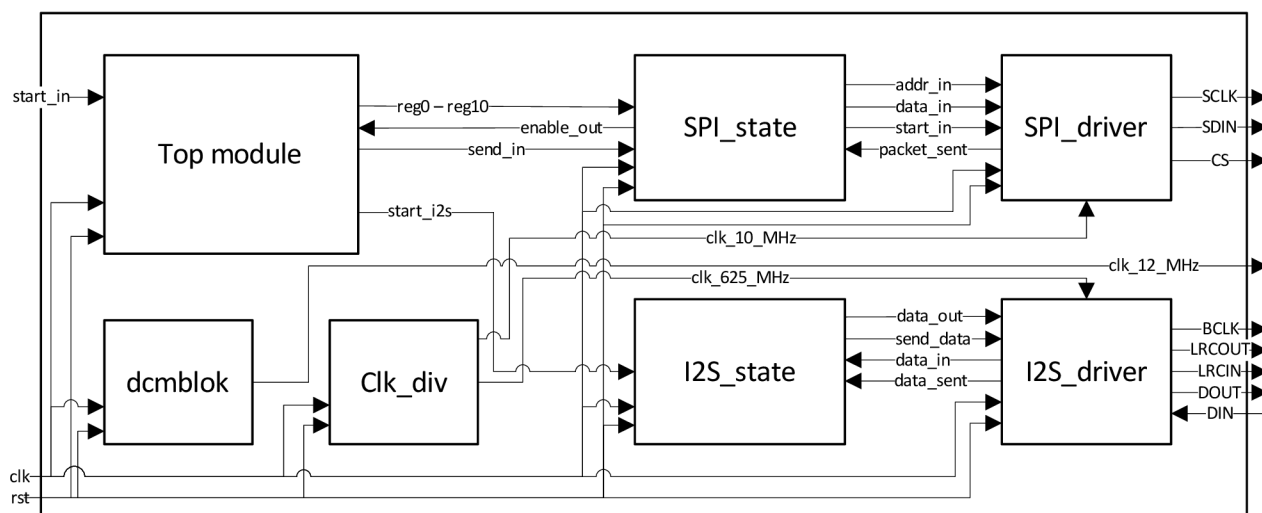 start_in
Top module
reg0 – reg10
enable_out
send_in
start_i2s
SPI_state
addr_in
data_in
start_in
packet_sent
SPI_driver
SCLK
SDIN
CS
clk_10_MHz
clk_12_MHz
clk_625_MHz
dcmblok
Clk_div
I2S_state
data_out
send_data
data_in
data_sent
I2S_driver
BCLK
LRCOUT
LRCIN
DOUT
DIN
clk
rst